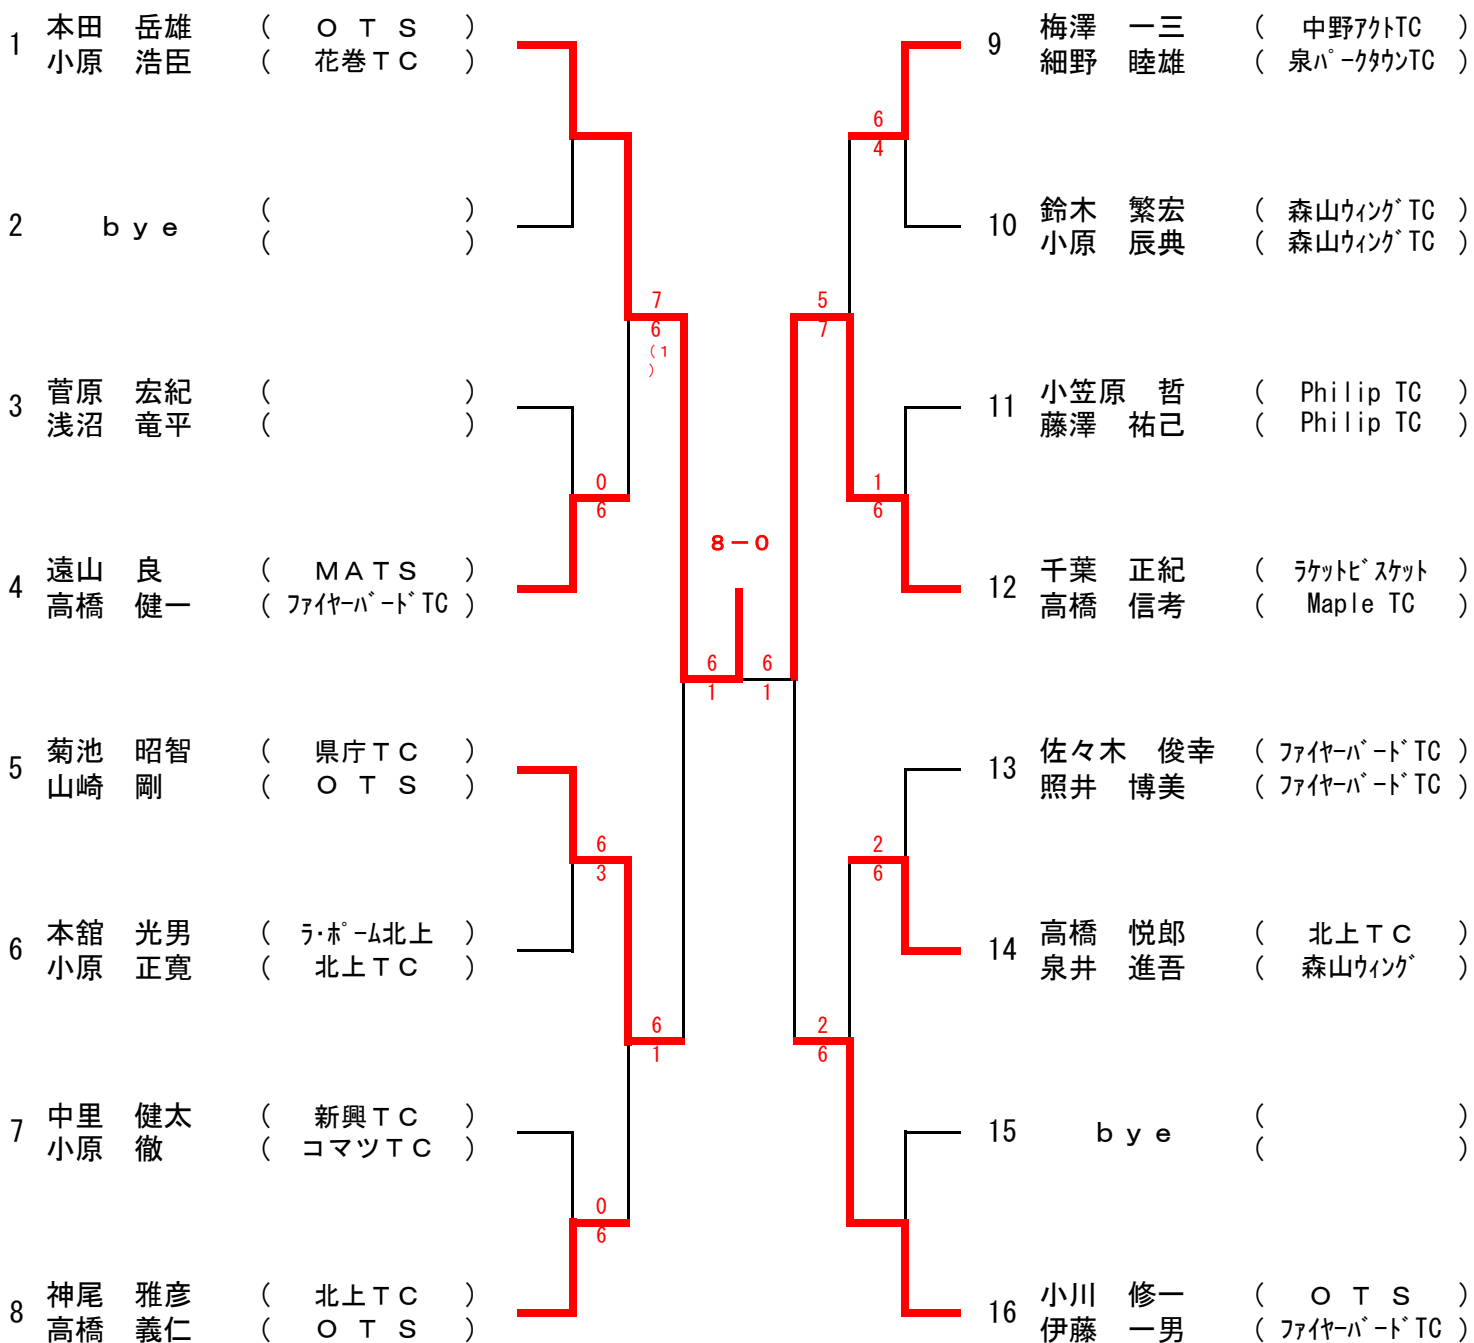 1 本田　岳雄 （ ＯＴＳ ）
小原　浩臣 （ 花巻ＴＣ ）
2 ｂｙｅ （ ）
（ ）
3 菅原　宏紀 （ ）
浅沼　竜平 （ ）
4 遠山　良 （ ＭＡＴＳ ）
高橋　健一 （ ﾌｧｲﾔｰﾊﾞｰﾄﾞTC ）
5 菊池　昭智 （ 県庁ＴＣ ）
山崎　剛 （ ＯＴＳ ）
6 本舘　光男 （ ﾗ･ﾎﾟｰﾑ北上 ）
小原　正寛 （ 北上ＴＣ ）
7 中里　健太 （ 新興ＴＣ ）
小原　徹 （ コマツＴＣ ）
8 神尾　雅彦 （ 北上ＴＣ ）
高橋　義仁 （ ＯＴＳ ）
0
6
6
3
0
6
7
6
（1
）
6
1
6
1
８－０
6
1
5
7
2
6
6
4
1
6
2
6
9 梅澤　一三 （ 中野ｱｸﾄTC ）
細野　睦雄 （ 泉ﾊﾟｰｸﾀｳﾝTC ）
10 鈴木　繁宏 （ 森山ｳｨﾝｸﾞTC ）
小原　辰典 （ 森山ｳｨﾝｸﾞTC ）
11 小笠原　哲 （ Philip TC ）
藤澤　祐己 （ Philip TC ）
12 千葉　正紀 （ ﾗｹｯﾄﾋﾞｽｹｯﾄ ）
高橋　信考 （ Maple TC ）
13 佐々木　俊幸 （ ﾌｧｲﾔｰﾊﾞｰﾄﾞTC ）
照井　博美 （ ﾌｧｲﾔｰﾊﾞｰﾄﾞTC ）
14 高橋　悦郎 （ 北上ＴＣ ）
泉井　進吾 （ 森山ｳｨﾝｸﾞ ）
15 ｂｙｅ （ ）
（ ）
16 小川　修一 （ ＯＴＳ ）
伊藤　一男 （ ﾌｧｲﾔｰﾊﾞｰﾄﾞTC ）